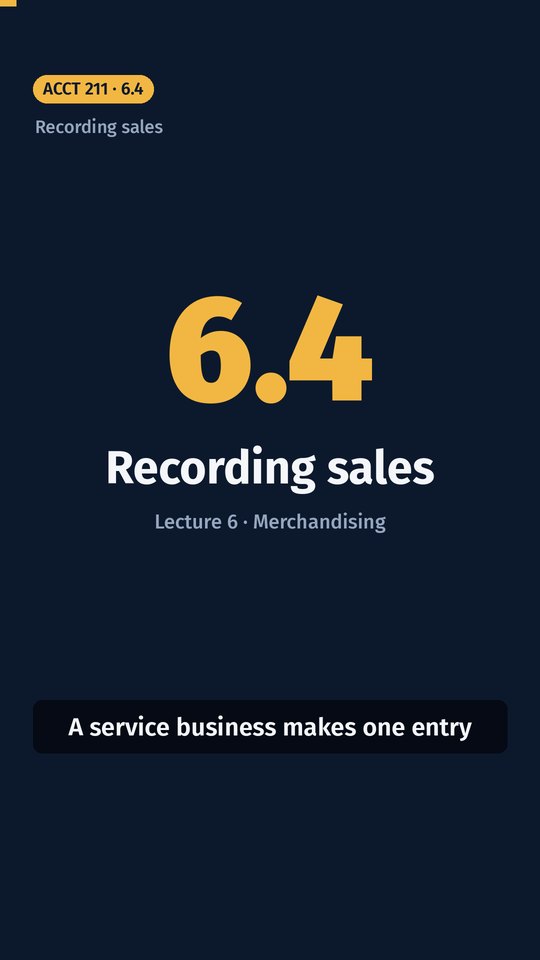 ACCT 211 · 6.4
Recording sales
6.4
Recording sales
Lecture 6 · Merchandising
A service business makes one entry